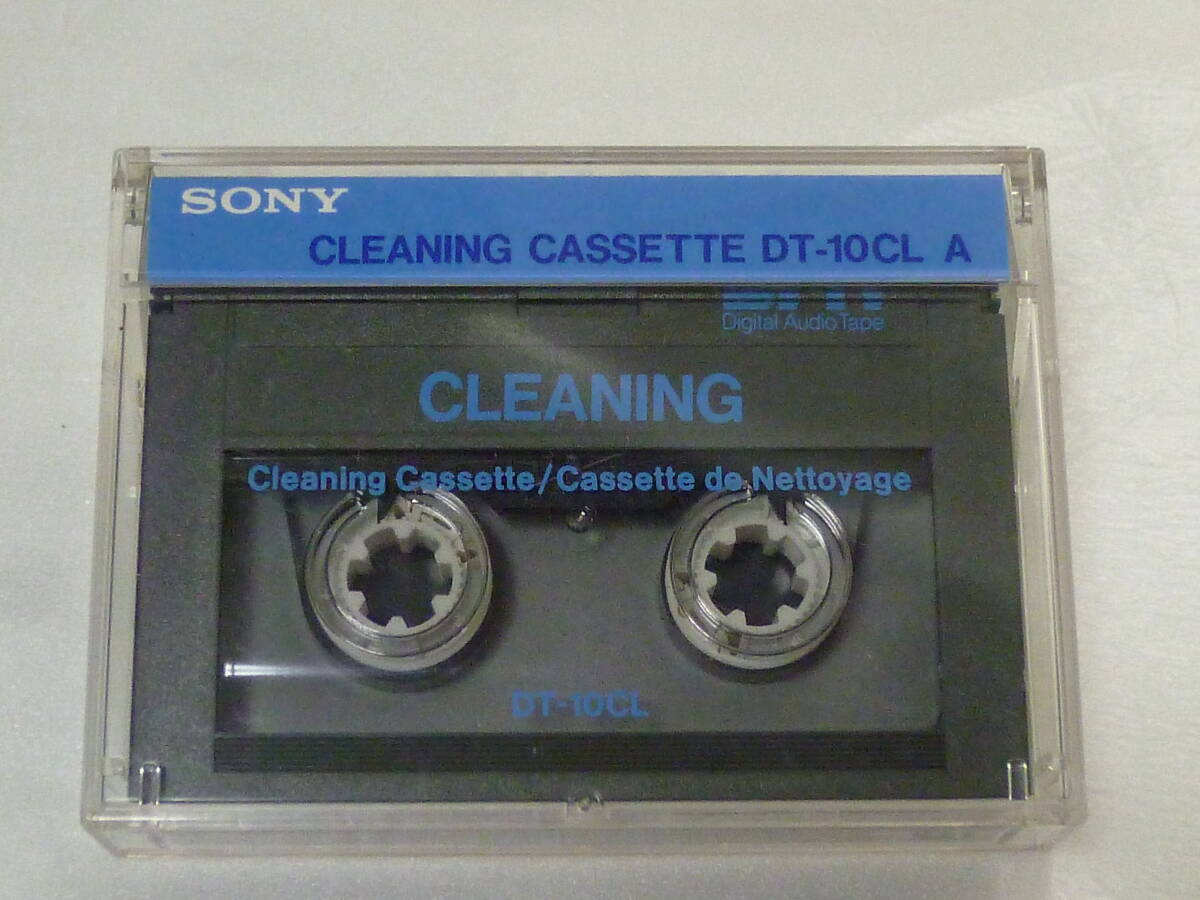 SONY
CLEANING CASSETTE DT-10CL A
Digital Audio Tape
CLEANING
Cleaning Cassette/Cassette de Nettoyage
DT-10CL